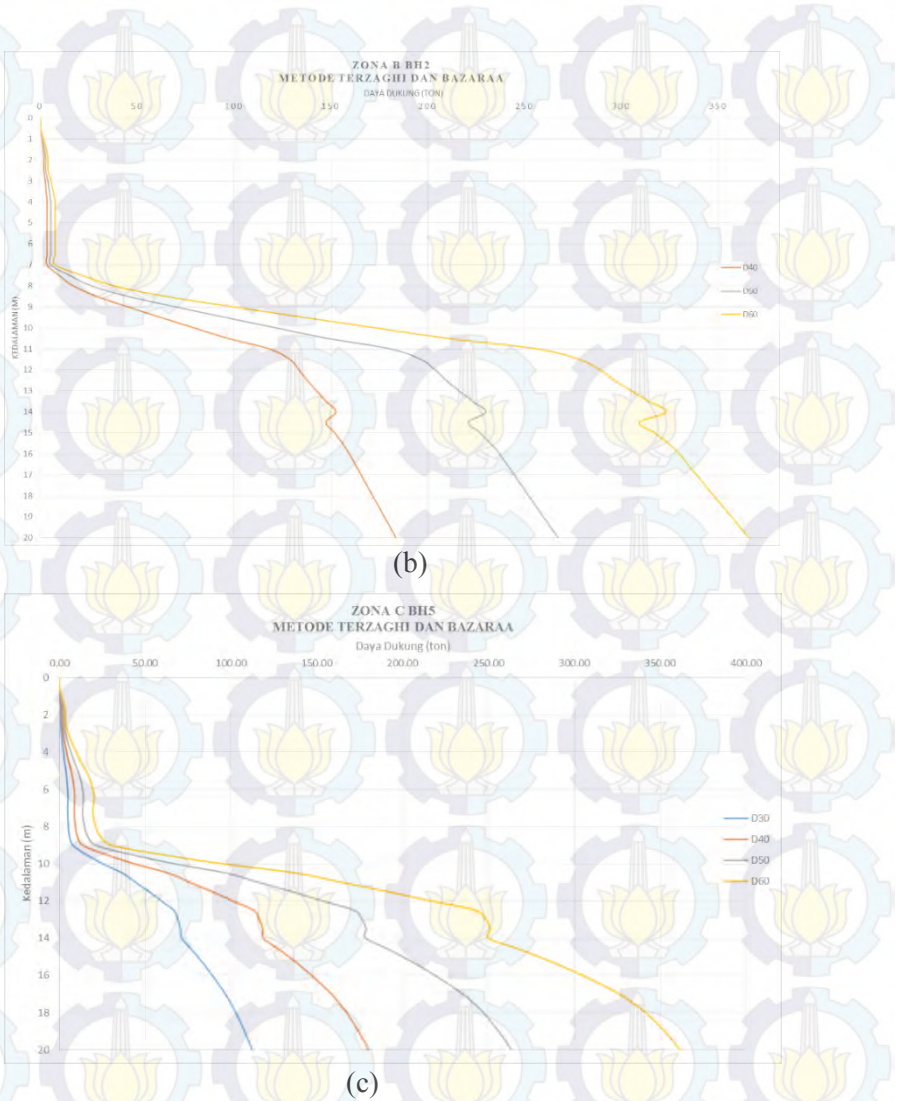 ZONA B BH2
METODE TERZAGHI DAN BAZARAA
DAYA DUKUNG (TON)
0 50 100 150 200 250 300 350
0
1
2
3
4
5
6
7
8
9
10
11
12
13
14
15
16
17
18
19
20
KEDALAMAN (M)
D40
D50
D60
(b)
ZONA C BH5
METODE TERZAGHI DAN BAZARAA
Daya Dukung (ton)
0.00 50.00 100.00 150.00 200.00 250.00 300.00 350.00 400.00
0
2
4
6
8
10
12
14
16
18
20
Kedalaman (m)
D30
D40
D50
D60
(c)